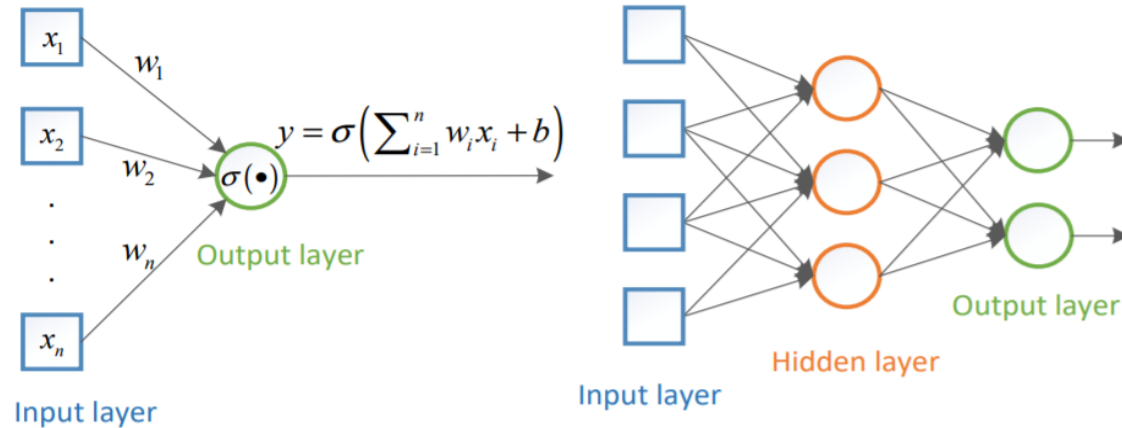 x₁
w₁
x₂
w₂
y = σ(∑ⁿᵢ₌₁ wᵢxᵢ + b)
σ(•)
.
.
.
wₙ
Output layer
xₙ
Input layer
Output layer
Hidden layer
Input layer